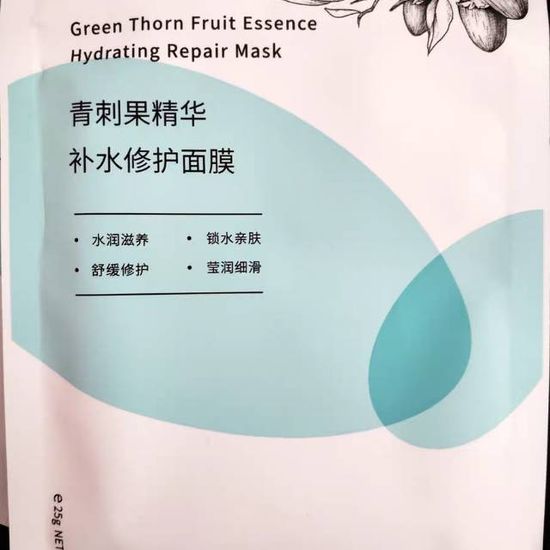 Green Thorn Fruit Essence
Hydrating Repair Mask
青刺果精华
补水修护面膜
• 水润滋养 • 锁水亲肤
• 舒缓修护 • 莹润细滑
℮ 25g NET